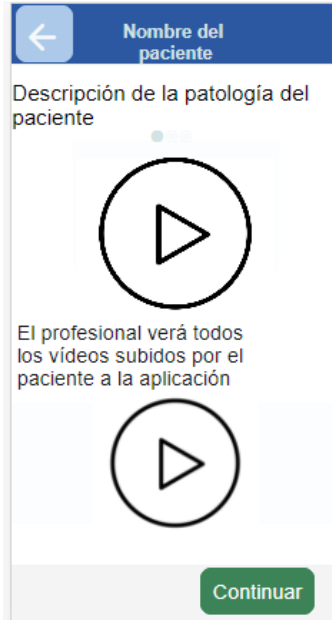 Nombre del
paciente
Descripción de la patología del
paciente
El profesional verá todos
los vídeos subidos por el
paciente a la aplicación
Continuar